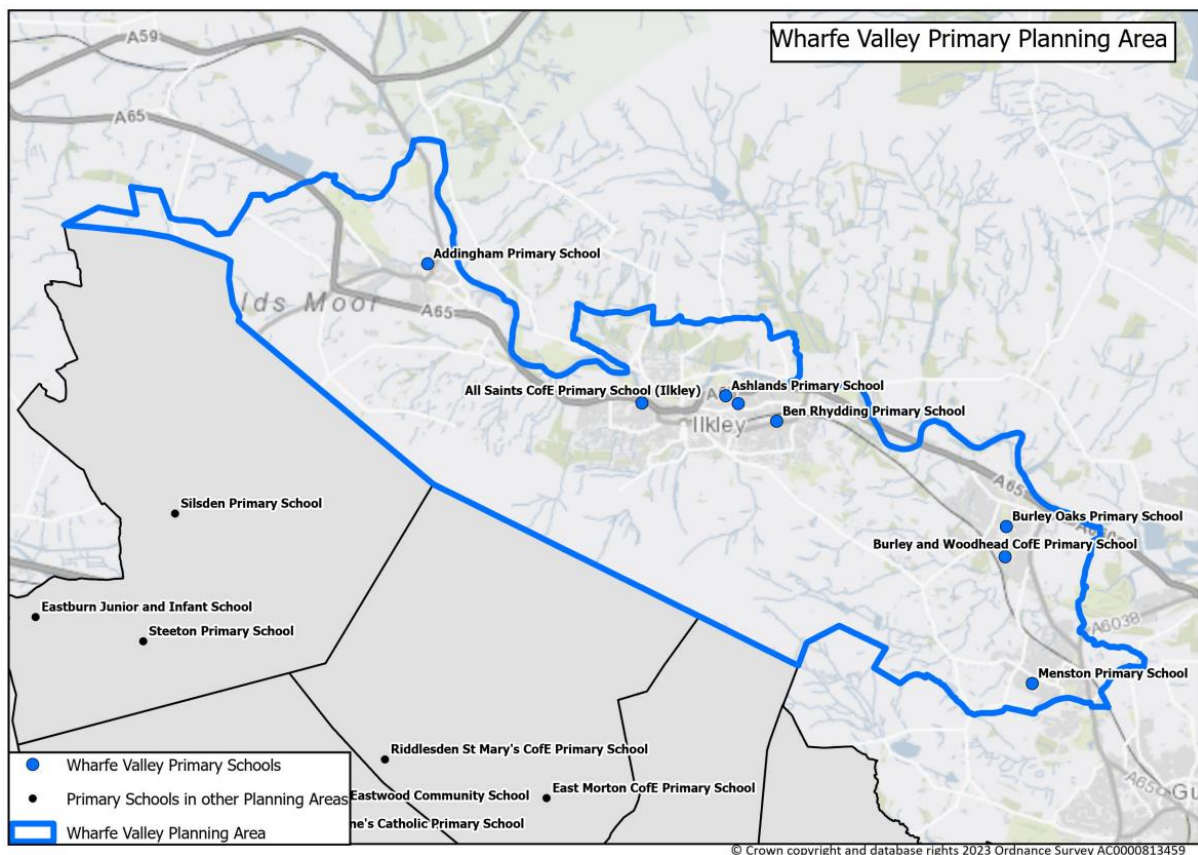 Wharfe Valley Primary Planning Area
A59
A65
Addingham Primary School
lds Moor
A65
All Saints CofE Primary School (Ilkley)
Ashlands Primary School
Ben Rhydding Primary School
Ilkley
A65
Silsden Primary School
Burley Oaks Primary School
Burley and Woodhead CofE Primary School
Eastburn Junior and Infant School
Steeton Primary School
A6038
Menston Primary School
Riddlesden St Mary's CofE Primary School
Eastwood Community School
East Morton CofE Primary School
ne's Catholic Primary School
A65
Gu
Wharfe Valley Primary Schools
Primary Schools in other Planning Areas
Wharfe Valley Planning Area
© Crown copyright and database rights 2023 Ordnance Survey AC0000813459